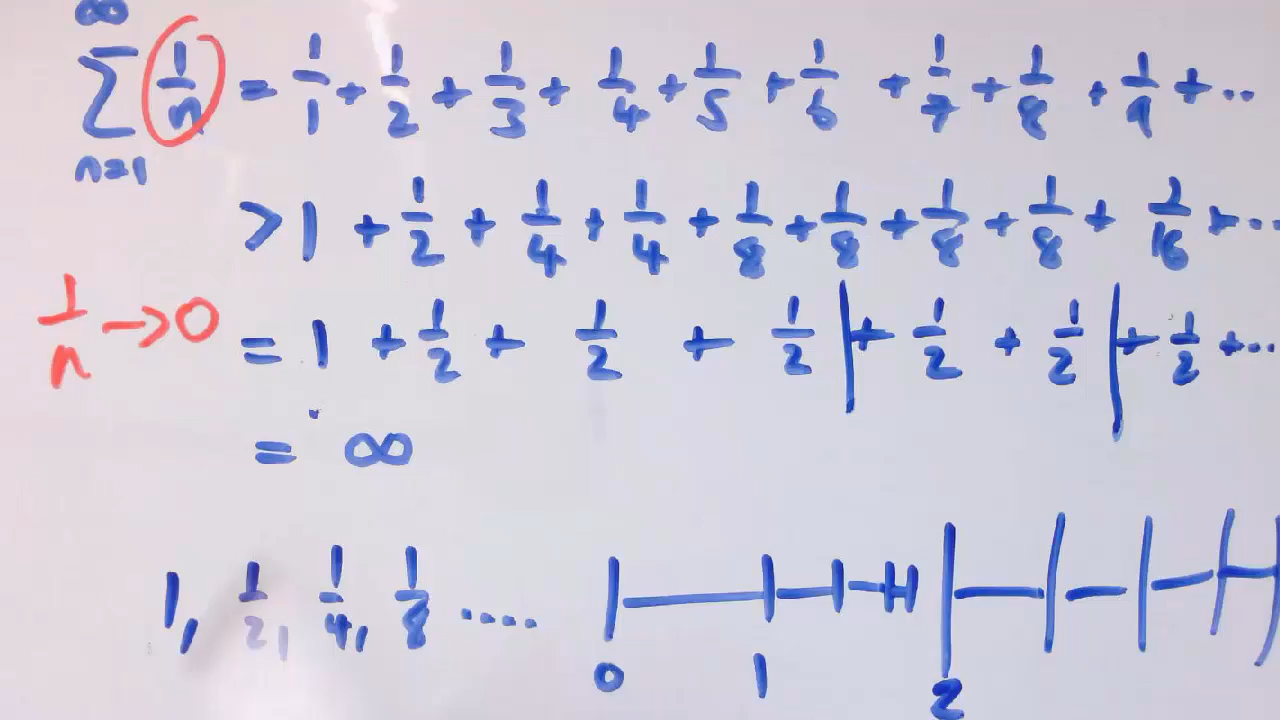 ∞
∑ 1/n = 1/1 + 1/2 + 1/3 + 1/4 + 1/5 + 1/6 + 1/7 + 1/8 + 1/9 + ..
n=1
> 1 + 1/2 + 1/4 + 1/4 + 1/8 + 1/8 + 1/8 + 1/8 + 1/16 + ...
1/n → 0
= 1 + 1/2 + 1/2 + 1/2 | + 1/2 + 1/2 | + 1/2 + ...
= ∞
1, 1/2, 1/4, 1/8 .....
0 1 2